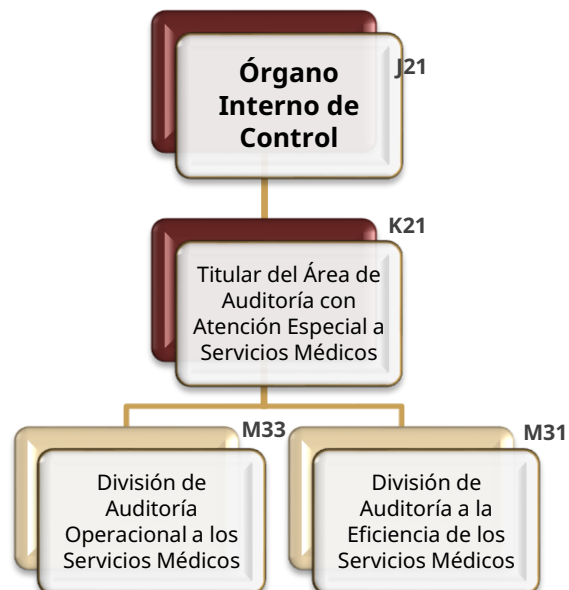 Órgano
Interno de
Control
J21
K21
Titular del Área de
Auditoría con
Atención Especial a
Servicios Médicos
M33
División de
Auditoría
Operacional a los
Servicios Médicos
M31
División de
Auditoría a la
Eficiencia de los
Servicios Médicos